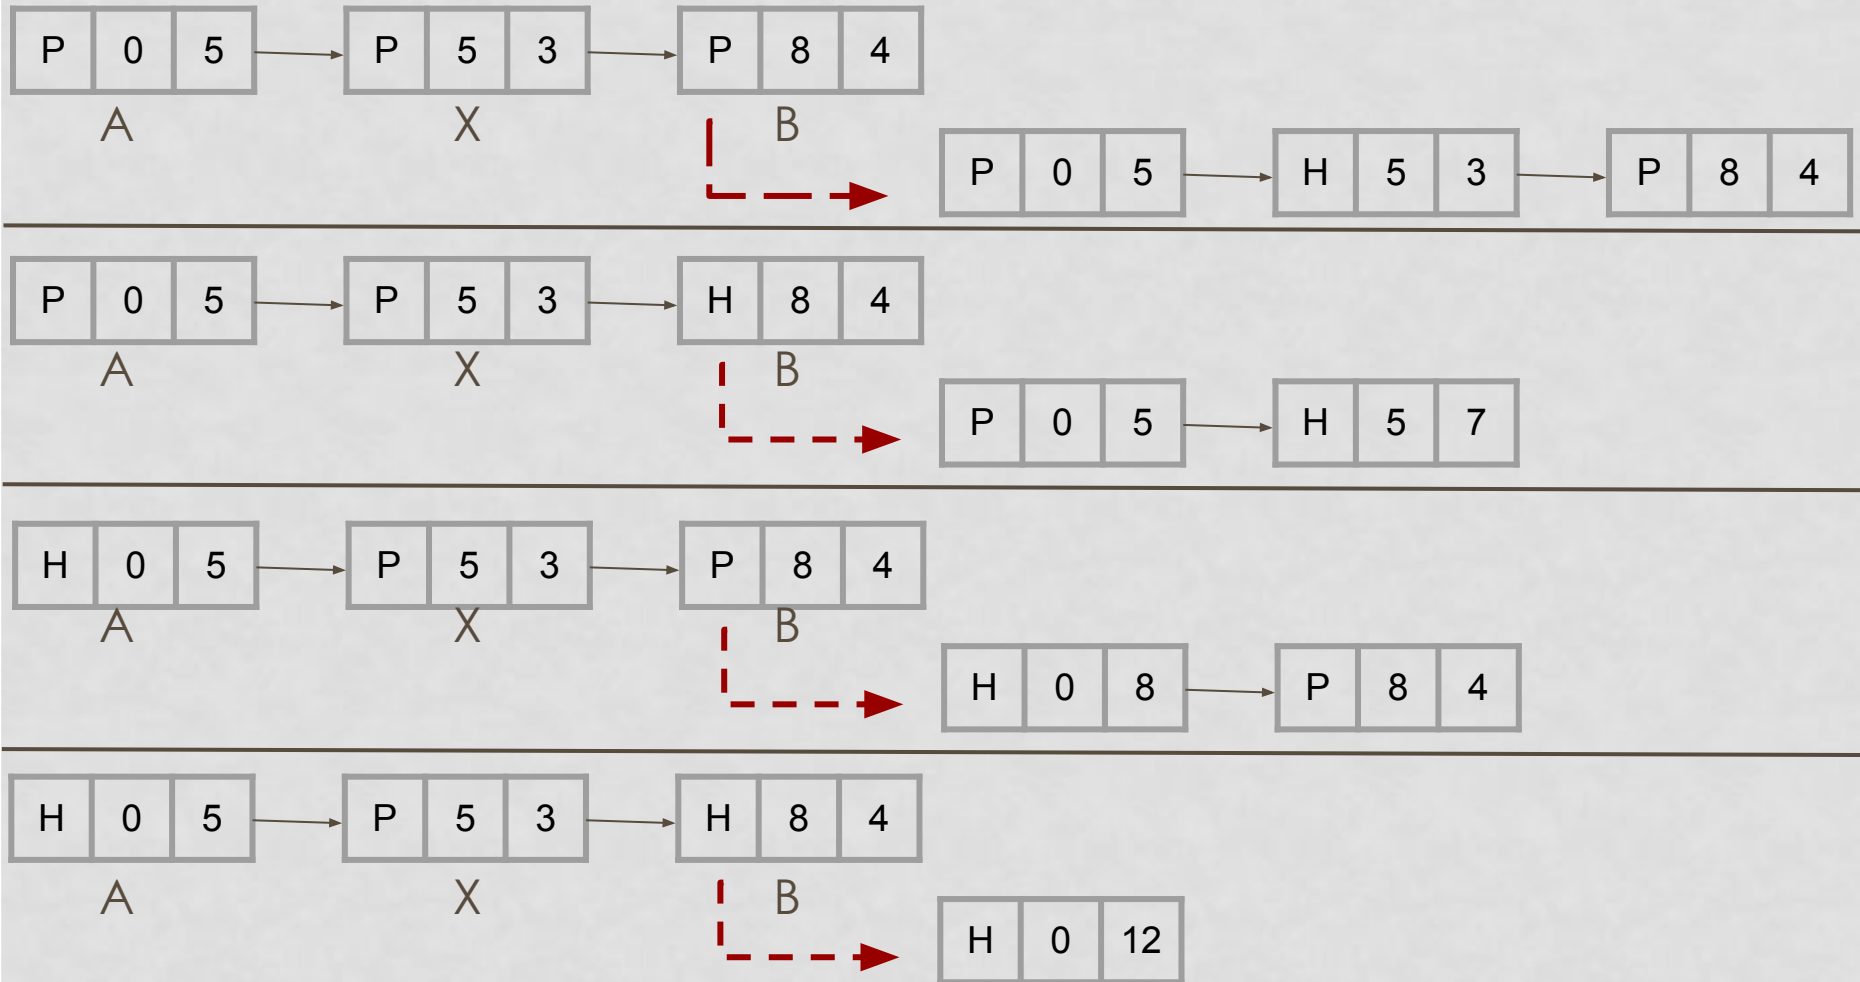 P 0 5 P 5 3 P 8 4
A X B
P 0 5 H 5 3 P 8 4
P 0 5 P 5 3 H 8 4
A X B
P 0 5 H 5 7
H 0 5 P 5 3 P 8 4
A X B
H 0 8 P 8 4
H 0 5 P 5 3 H 8 4
A X B
H 0 12